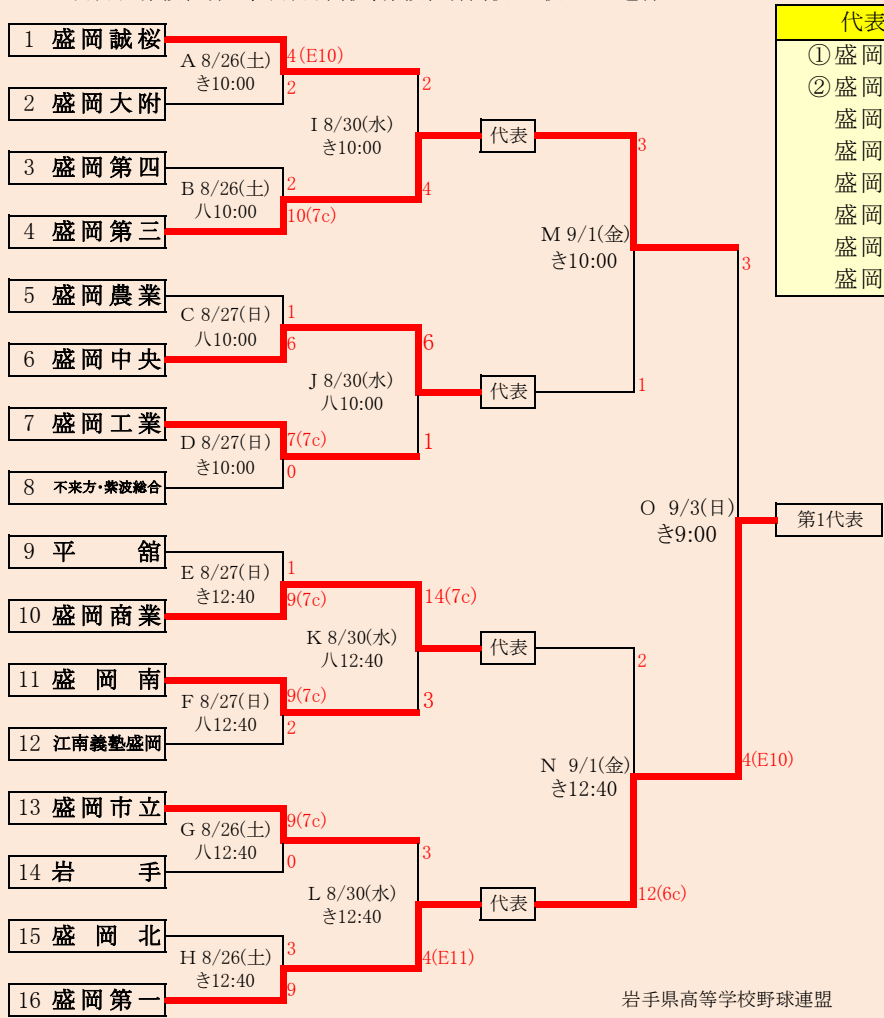 1 盛岡誠桜
A 8/26(土)
き10:00
4(E10)
2
2 盛岡大附
I 8/30(水)
き10:00
2
4
3 盛岡第四
B 8/26(土)
八10:00
2
10(7c)
4 盛岡第三
代表
3
M 9/1(金)
き10:00
1
5 盛岡農業
C 8/27(日)
八10:00
1
6
6 盛岡中央
J 8/30(水)
八10:00
6
1
代表
7 盛岡工業
D 8/27(日)
き10:00
7(7c)
0
8 不来方・紫波総合
3
O 9/3(日)
き9:00
4(E10)
第1代表
9 平舘
E 8/27(日)
き12:40
1
9(7c)
10 盛岡商業
K 8/30(水)
八12:40
14(7c)
3
代表
11 盛岡南
F 8/27(日)
八12:40
9(7c)
2
12 江南義塾盛岡
2
N 9/1(金)
き12:40
12(6c)
13 盛岡市立
G 8/26(土)
八12:40
9(7c)
0
14 岩手
L 8/30(水)
き12:40
3
4(E11)
代表
15 盛岡北
H 8/26(土)
き12:40
3
9
16 盛岡第一
代表
①盛岡
②盛岡
盛岡
盛岡
盛岡
盛岡
盛岡
盛岡
岩手県高等学校野球連盟